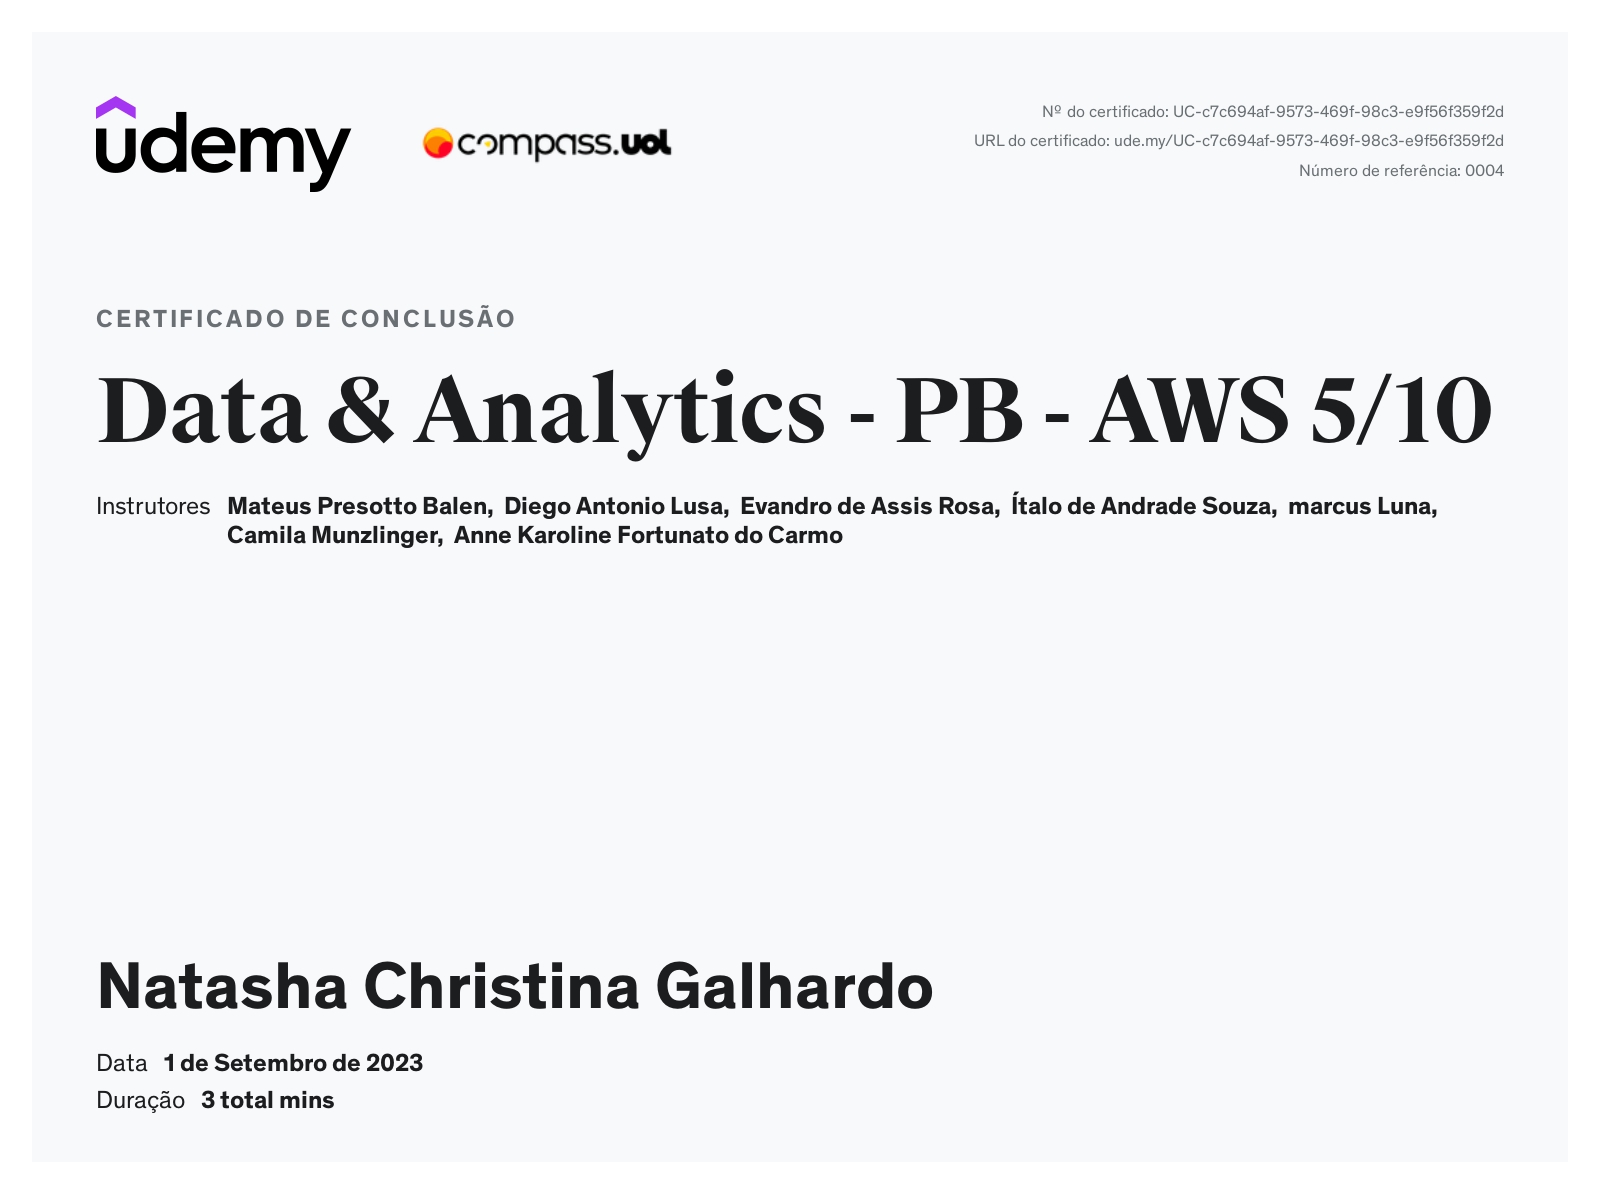 udemy
compass.uol
Nº do certificado: UC-c7c694af-9573-469f-98c3-e9f56f359f2d
URL do certificado: ude.my/UC-c7c694af-9573-469f-98c3-e9f56f359f2d
Número de referência: 0004
CERTIFICADO DE CONCLUSÃO
Data & Analytics - PB - AWS 5/10
Instrutores Mateus Presotto Balen, Diego Antonio Lusa, Evandro de Assis Rosa, Ítalo de Andrade Souza, marcus Luna,
Camila Munzlinger, Anne Karoline Fortunato do Carmo
Natasha Christina Galhardo
Data 1 de Setembro de 2023
Duração 3 total mins